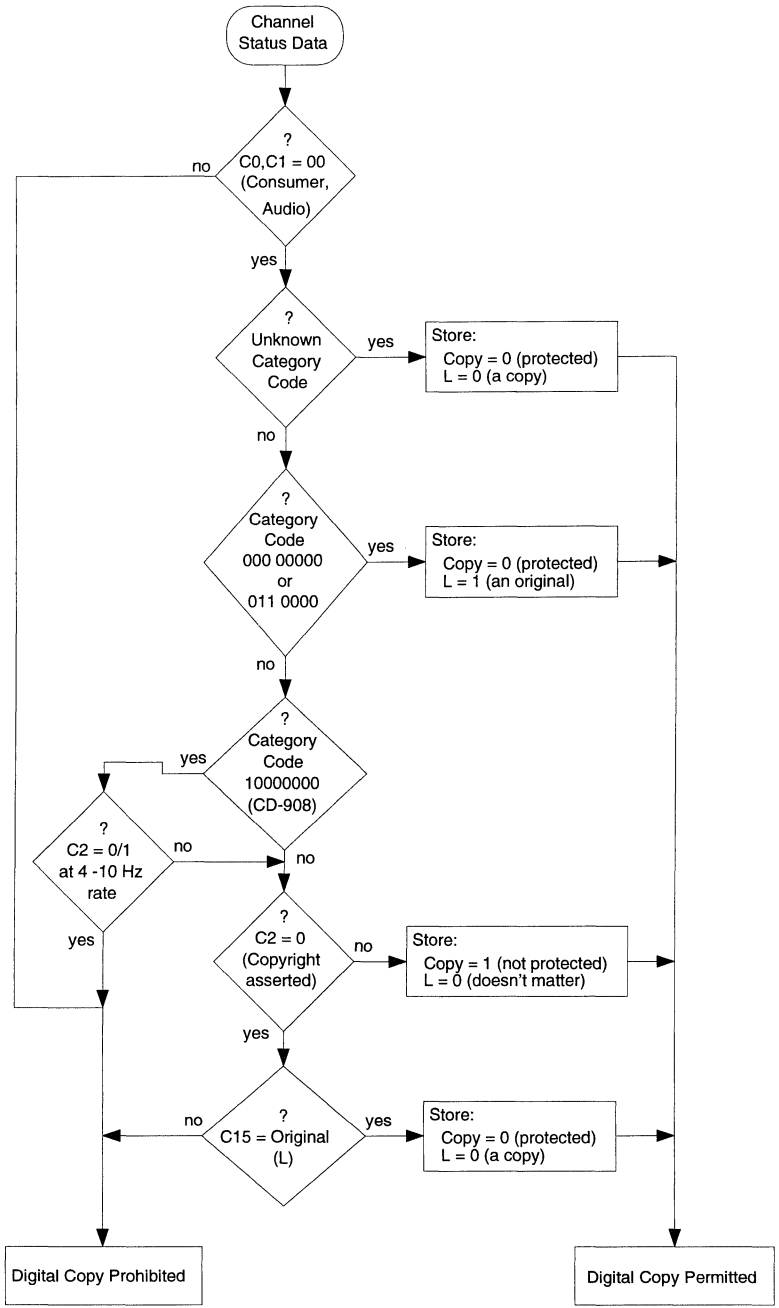 Channel
Status Data
?
C0,C1 = 00
(Consumer,
Audio)
no
yes
?
Unknown
Category
Code
yes
Store:
Copy = 0 (protected)
L = 0 (a copy)
no
?
Category
Code
000 00000
or
011 0000
yes
Store:
Copy = 0 (protected)
L = 1 (an original)
no
?
Category
Code
10000000
(CD-908)
yes
?
C2 = 0/1
at 4 -10 Hz
rate
no
no
yes
?
C2 = 0
(Copyright
asserted)
no
Store:
Copy = 1 (not protected)
L = 0 (doesn't matter)
yes
?
C15 = Original
(L)
no
yes
Store:
Copy = 0 (protected)
L = 0 (a copy)
Digital Copy Prohibited
Digital Copy Permitted